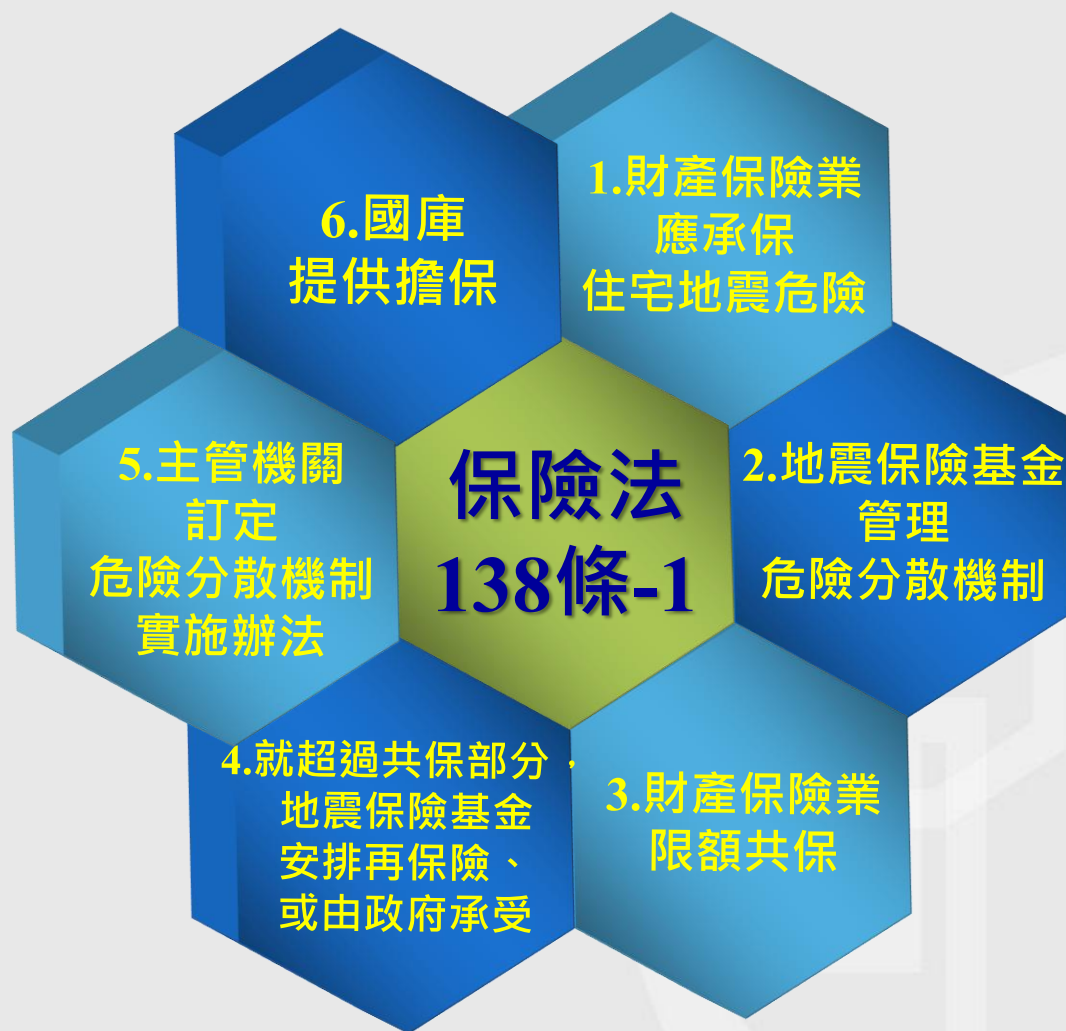 保險法
138條-1
1.財產保險業
應承保
住宅地震危險
2.地震保險基金
管理
危險分散機制
3.財產保險業
限額共保
4.就超過共保部分，
地震保險基金
安排再保險、
或由政府承受
5.主管機關
訂定
危險分散機制
實施辦法
6.國庫
提供擔保